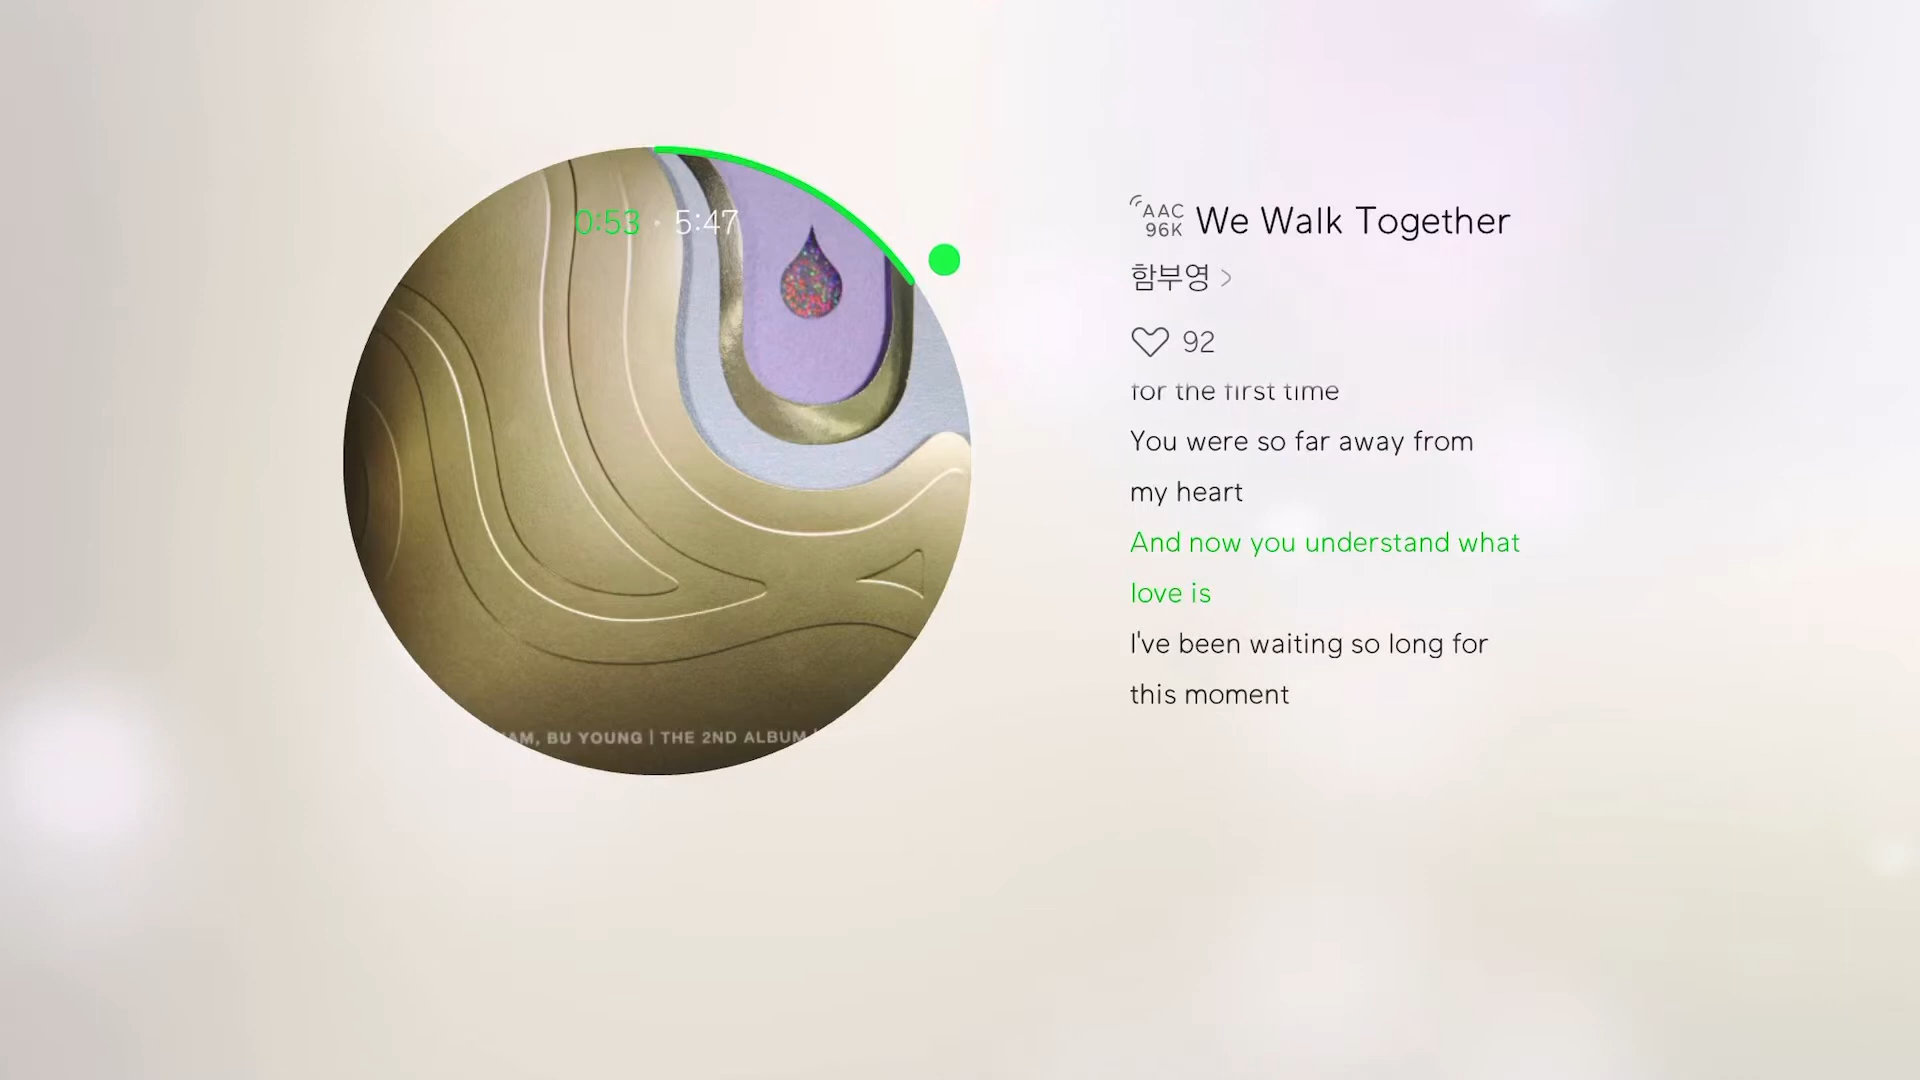 0:53 · 5:47
AM, BU YOUNG | THE 2ND ALBUM
AAC
96K
We Walk Together
함부영 >
92
for the first time
You were so far away from
my heart
And now you understand what
love is
I've been waiting so long for
this moment